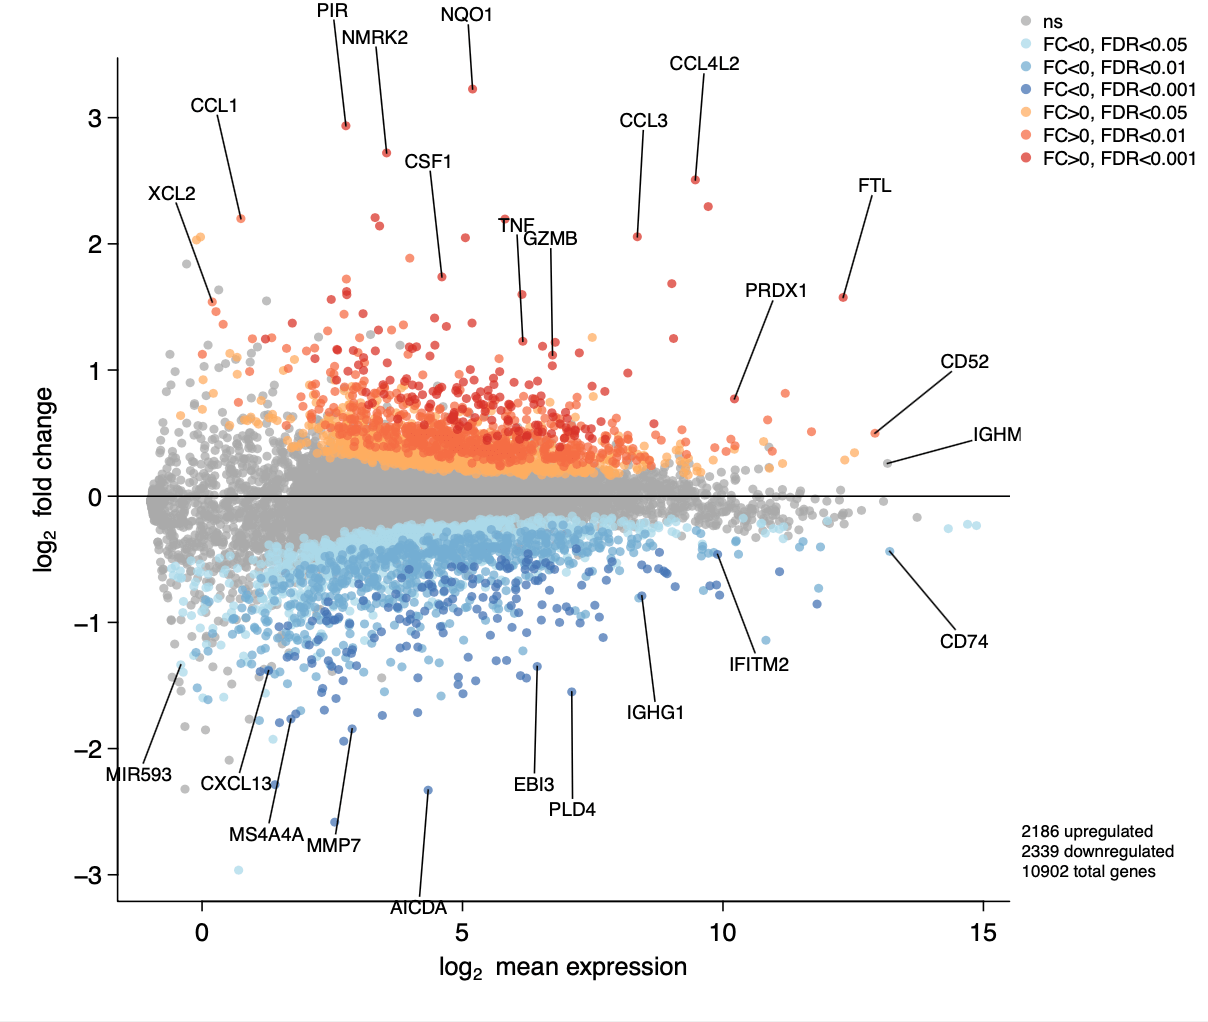 PIR
NQO1
NMRK2
CCL4L2
CCL1
CCL3
CSF1
FTL
XCL2
TNF
GZMB
PRDX1
CD52
IGHM
CD74
IFITM2
IGHG1
MIR593
CXCL13
EBI3
PLD4
MS4A4A
MMP7
AICDA
ns
FC<0, FDR<0.05
FC<0, FDR<0.01
FC<0, FDR<0.001
FC>0, FDR<0.05
FC>0, FDR<0.01
FC>0, FDR<0.001
3
2
1
0
−1
−2
−3
log2 fold change
0
5
10
15
log2 mean expression
2186 upregulated
2339 downregulated
10902 total genes